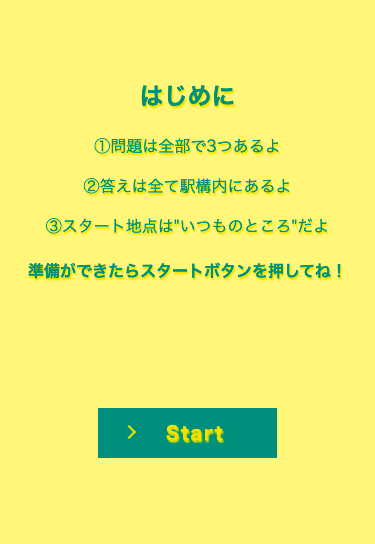 はじめに
①問題は全部で3つあるよ
②答えは全て駅構内にあるよ
③スタート地点は"いつものところ"だよ
準備ができたらスタートボタンを押してね！
Start